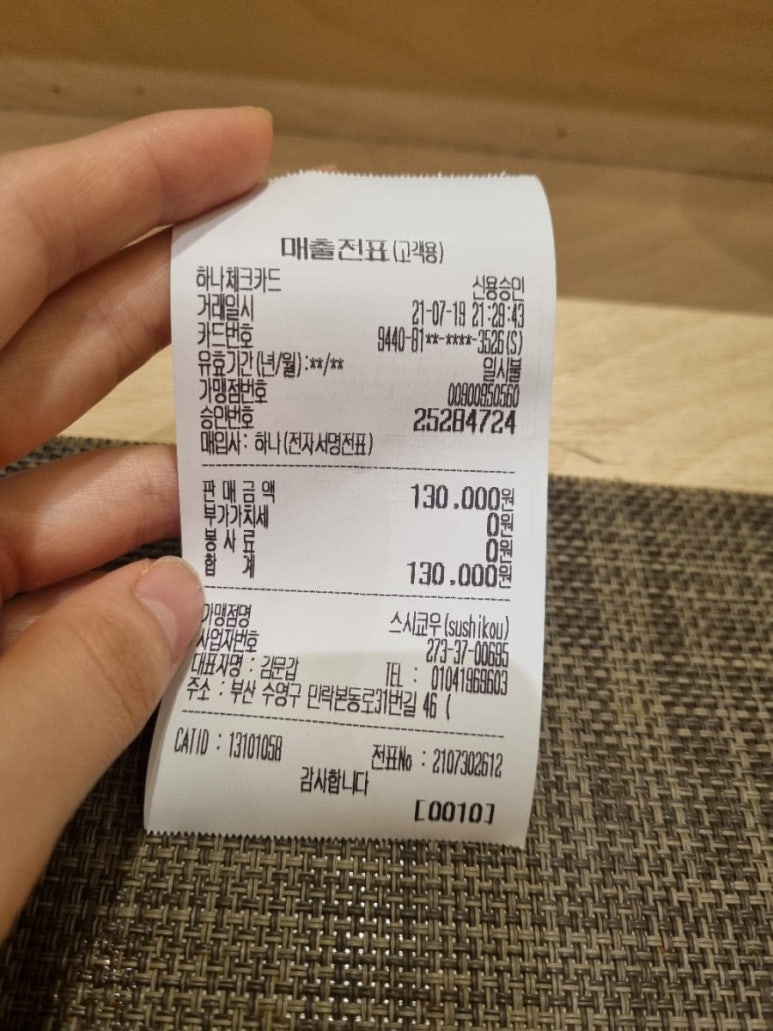 매출전표(고객용)
하나체크카드 신용승인
거래일시 21-07-19 21:29:43
카드번호 9440-81**-****-3526(S)
유효기간(년/월):**/** 일시불
가맹점번호 00900950560
승인번호 25284724
매입사: 하나(전자서명전표)
판매금액 130,000원
부가가치세 0원
봉사료 0원
합계 130,000원
가맹점명 스시쿄우(sushikou)
사업자번호 273-37-00695
대표자명 : 김문갑 TEL : 01041969603
주소 : 부산 수영구 민락본동로31번길 46 (
CATID : 13101058 전표No : 2107302612
감사합니다
[0010]